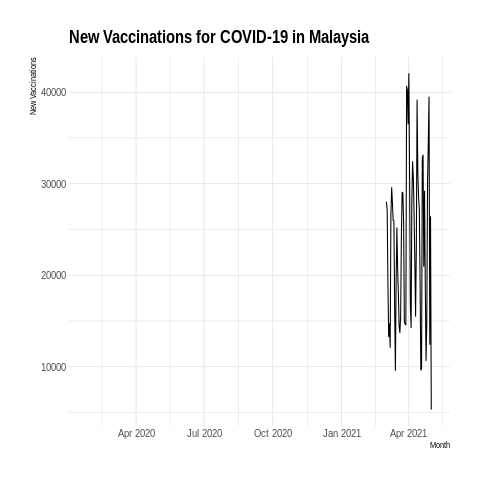 New Vaccinations for COVID-19 in Malaysia
New Vaccinations
40000
30000
20000
10000
Apr 2020 Jul 2020 Oct 2020 Jan 2021 Apr 2021
Month